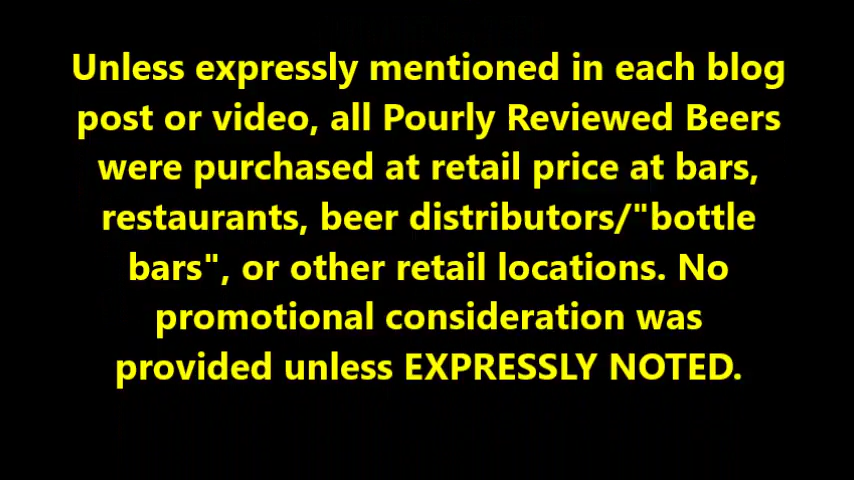 Unless expressly mentioned in each blog
post or video, all Pourly Reviewed Beers
were purchased at retail price at bars,
restaurants, beer distributors/"bottle
bars", or other retail locations. No
promotional consideration was
provided unless EXPRESSLY NOTED.